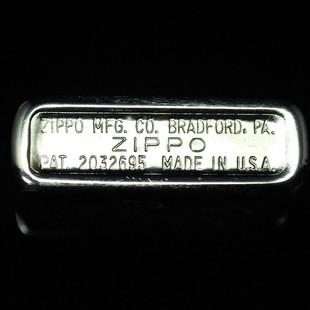 ZIPPO MFG. CO. BRADFORD, PA.
ZIPPO
PAT. 2032695 MADE IN U.S.A.